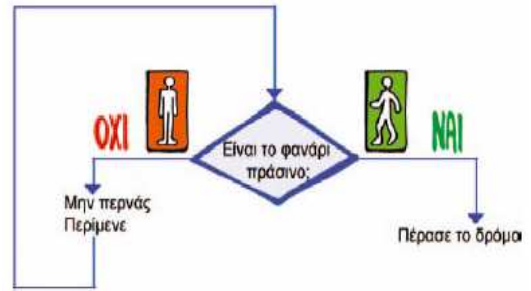 ΟΧΙ
ΝΑΙ
Είναι το φανάρι
πράσινο;
Μην περνάς
Περίμενε
Πέρασε το δρόμο